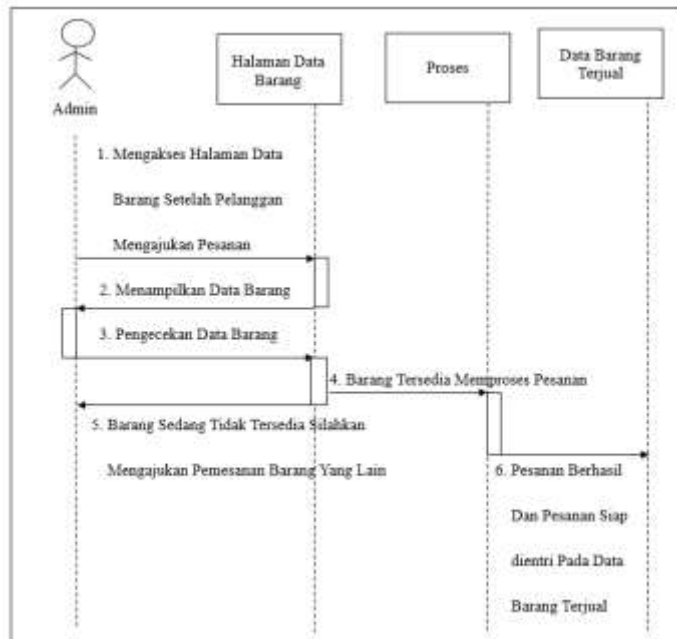 Halaman Data
Barang
Proses
Data Barang
Terjual
Admin
1. Mengakses Halaman Data
Barang Setelah Pelanggan
Mengajukan Pesanan
2. Menampilkan Data Barang
3. Pengecekan Data Barang
4. Barang Tersedia Memproses Pesanan
5. Barang Sedang Tidak Tersedia Silahkan
Mengajukan Pemesanan Barang Yang Lain
6. Pesanan Berhasil
Dan Pesanan Siap
dientri Pada Data
Barang Terjual